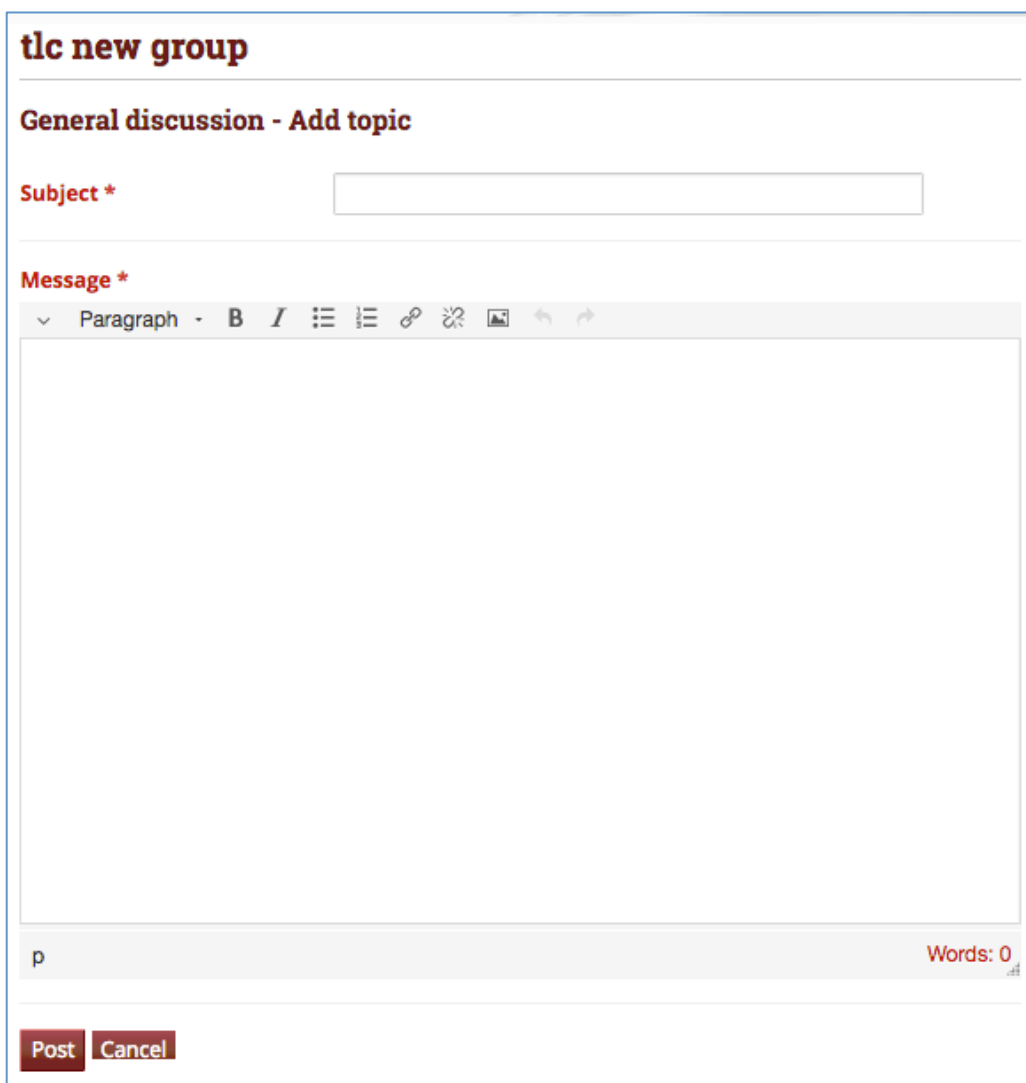 tlc new group
General discussion - Add topic
Subject *
Message *
Paragraph B I
p Words: 0
Post Cancel